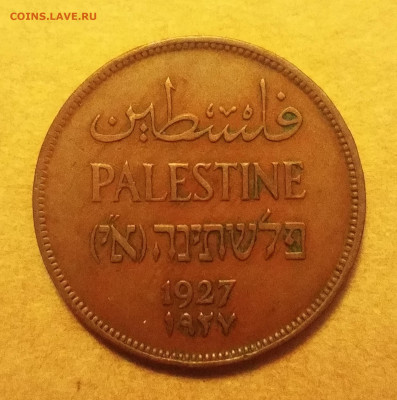 COINS.LAVE.RU
فلسطين
PALESTINE
פלשתינה (א״י)
1927
١٩٢٧